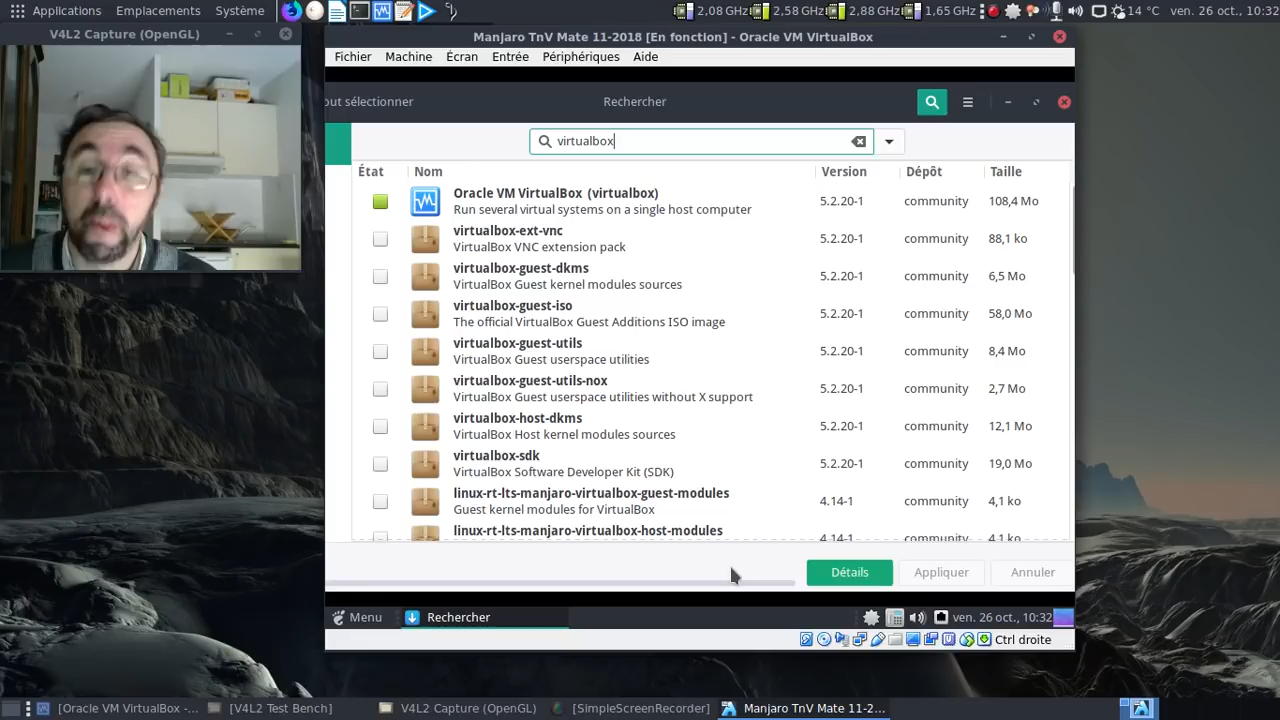 Applications Emplacements Système 2,08 GHz 2,58 GHz 2,88 GHz 1,65 GHz 14 °C ven. 26 oct., 10:32
V4L2 Capture (OpenGL)
Manjaro TnV Mate 11-2018 [En fonction] - Oracle VM VirtualBox
Fichier Machine Écran Entrée Périphériques Aide
out sélectionner Rechercher
virtualbox
État Nom Version Dépôt Taille
Oracle VM VirtualBox (virtualbox) 5.2.20-1 community 108,4 Mo
Run several virtual systems on a single host computer
virtualbox-ext-vnc 5.2.20-1 community 88,1 ko
VirtualBox VNC extension pack
virtualbox-guest-dkms 5.2.20-1 community 6,5 Mo
VirtualBox Guest kernel modules sources
virtualbox-guest-iso 5.2.20-1 community 58,0 Mo
The official VirtualBox Guest Additions ISO image
virtualbox-guest-utils 5.2.20-1 community 8,4 Mo
VirtualBox Guest userspace utilities
virtualbox-guest-utils-nox 5.2.20-1 community 2,7 Mo
VirtualBox Guest userspace utilities without X support
virtualbox-host-dkms 5.2.20-1 community 12,1 Mo
VirtualBox Host kernel modules sources
virtualbox-sdk 5.2.20-1 community 19,0 Mo
VirtualBox Software Developer Kit (SDK)
linux-rt-lts-manjaro-virtualbox-guest-modules 4.14-1 community 4,1 ko
Guest kernel modules for VirtualBox
linux-rt-lts-manjaro-virtualbox-host-modules 4.14-1 community 4,1 ko
Détails Appliquer Annuler
Menu Rechercher ven. 26 oct., 10:32
Ctrl droite
[Oracle VM VirtualBox -... [V4L2 Test Bench] V4L2 Capture (OpenGL) [SimpleScreenRecorder] Manjaro TnV Mate 11-2...